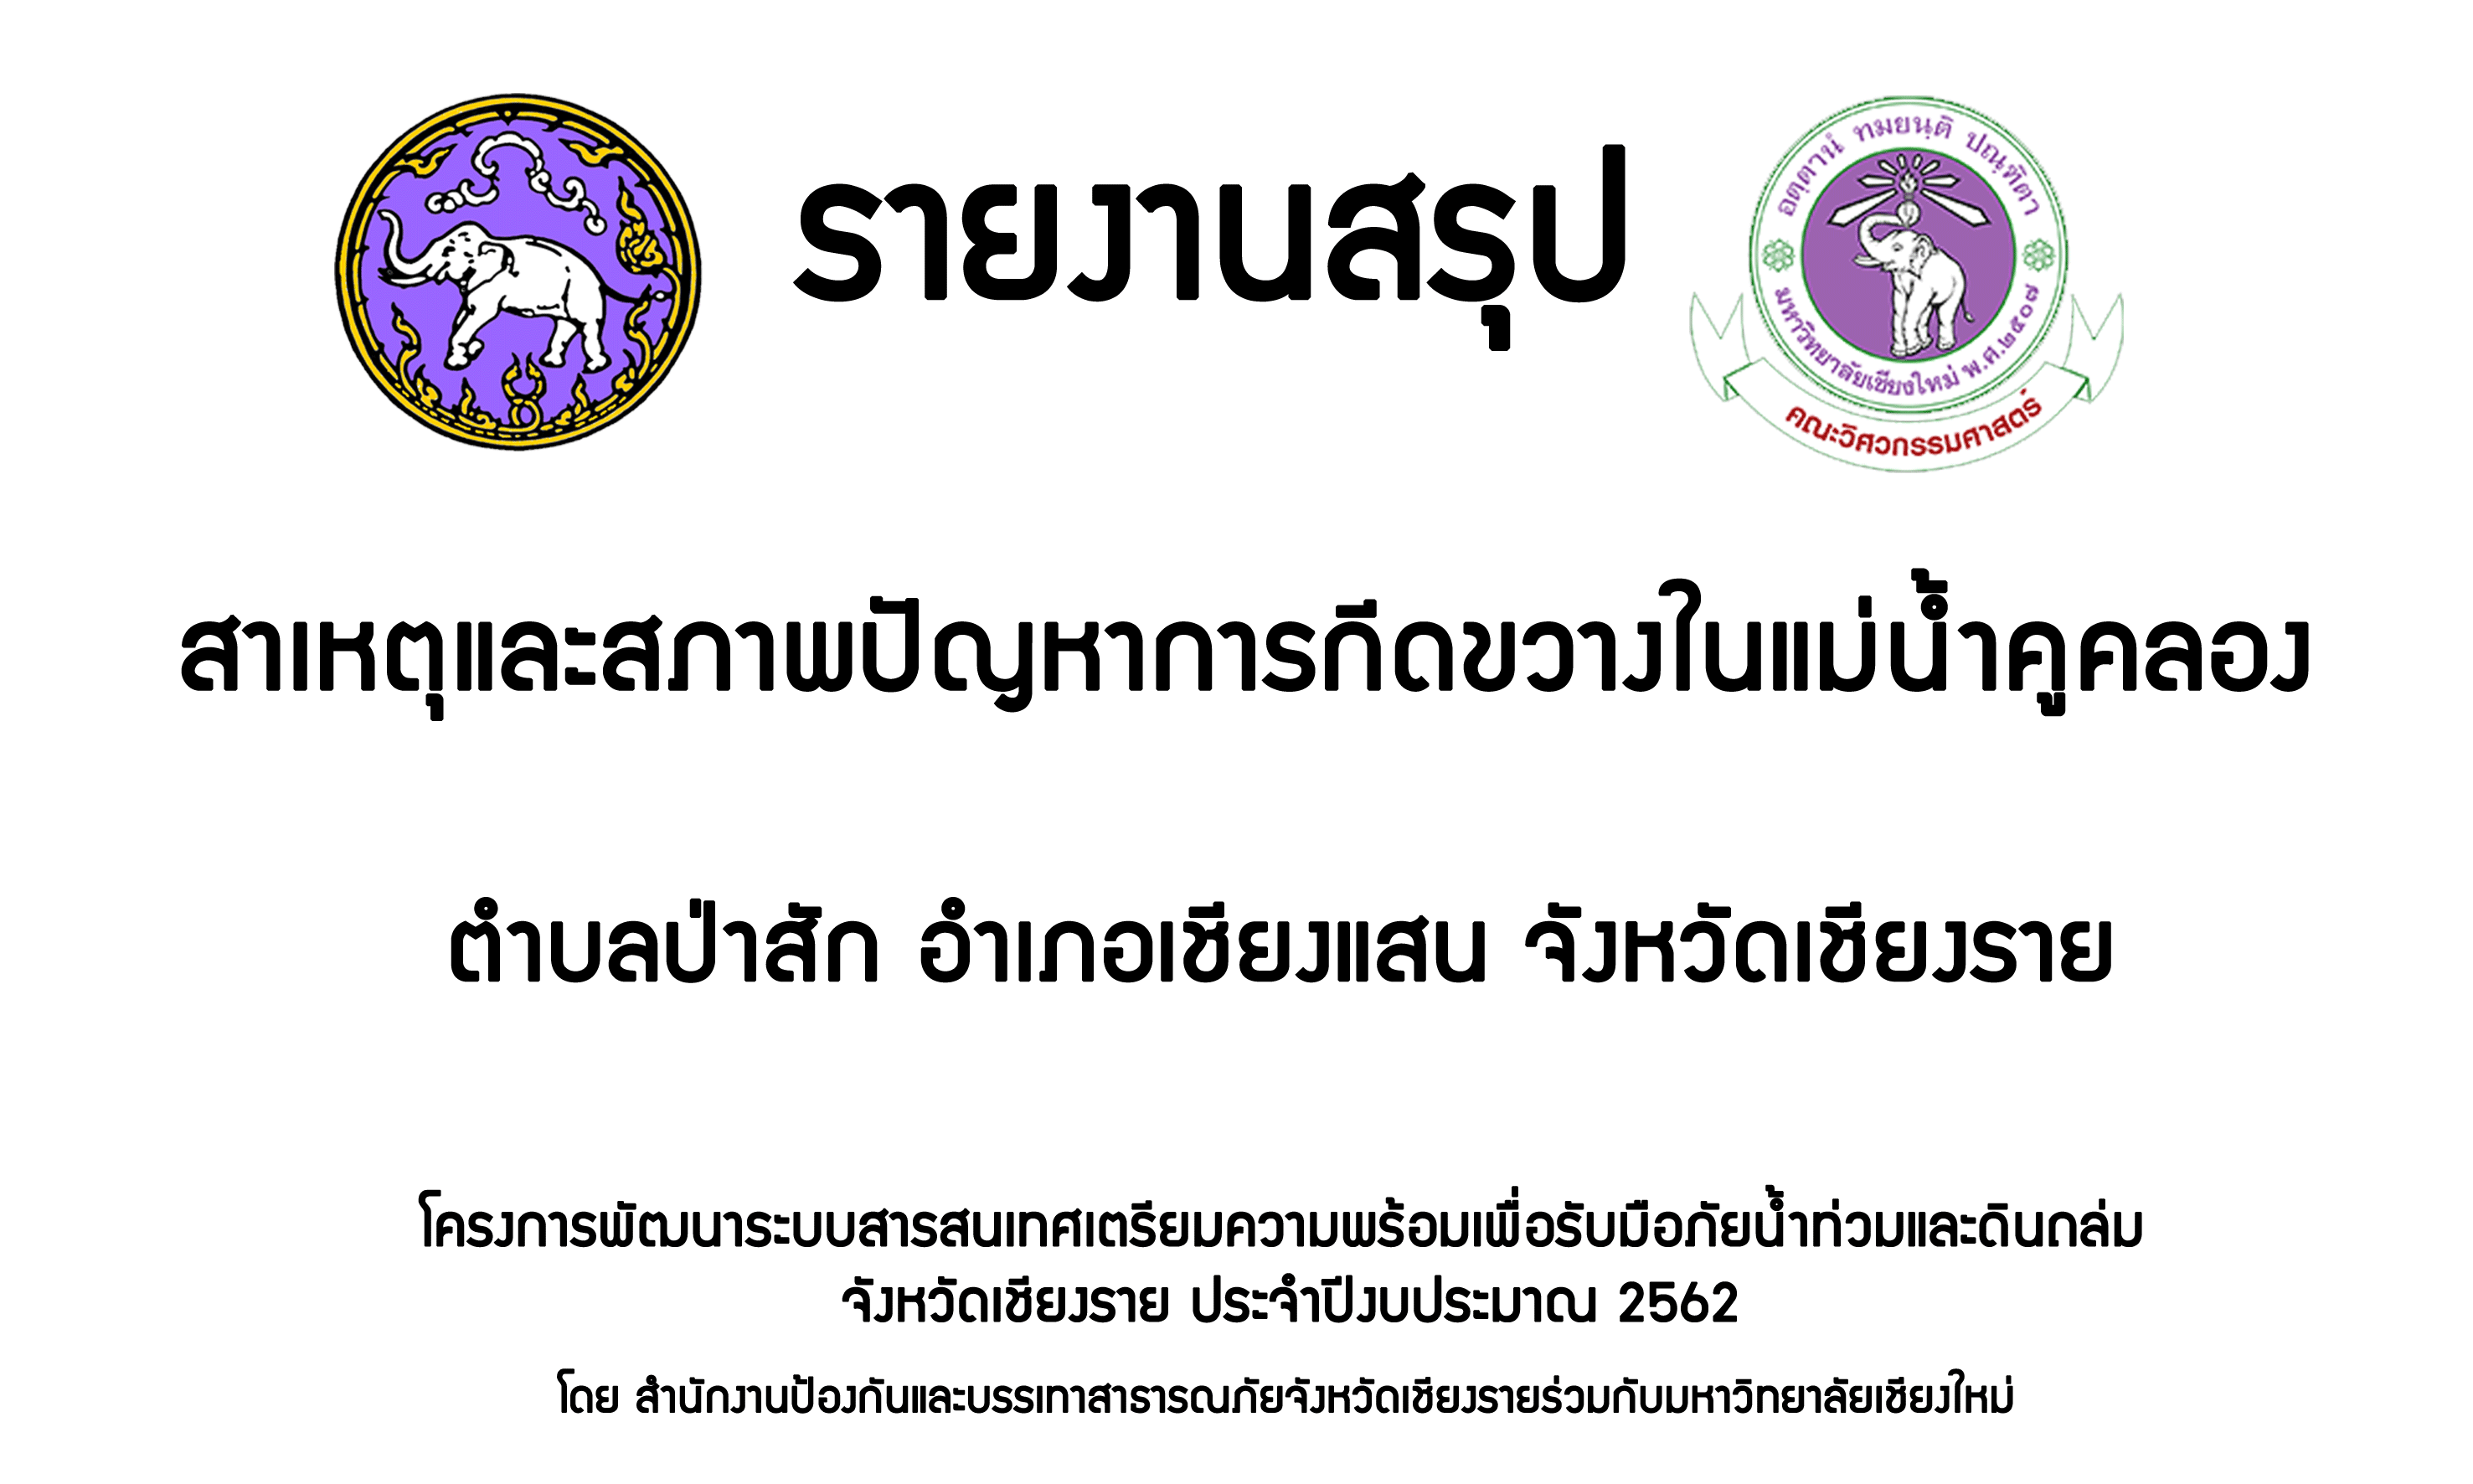 รายงานสรุป
อตฺตานํ ทมยนฺติ ปณฺฑิตา
มหาวิทยาลัยเชียงใหม่ พ.ศ.๒๕๐๗
คณะวิศวกรรมศาสตร์
สาเหตุและสภาพปัญหาการกีดขวางในแม่น้ำคูคลอง
ตำบลป่าสัก อำเภอเชียงแสน จังหวัดเชียงราย
โครงการพัฒนาระบบสารสนเทศเตรียมความพร้อมเพื่อรับมือภัยน้ำท่วมและดินถล่ม
จังหวัดเชียงราย ประจำปีงบประมาณ 2562
โดย สำนักงานป้องกันและบรรเทาสาธารณภัยจังหวัดเชียงรายร่วมกับมหาวิทยาลัยเชียงใหม่